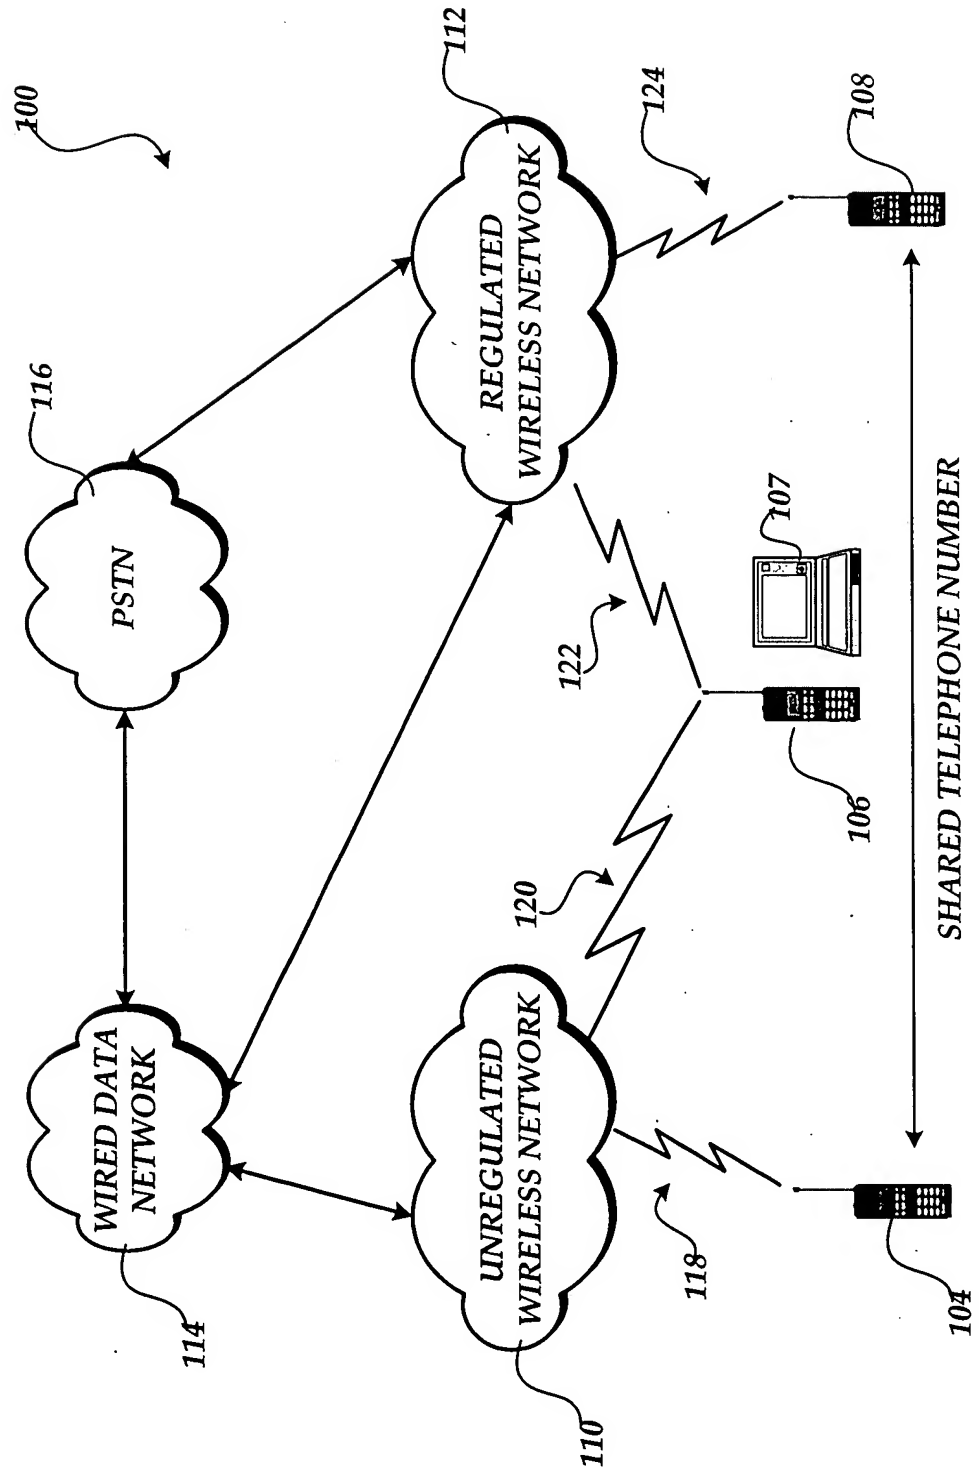 100
116
PSTN
WIRED DATA
NETWORK
114
112
REGULATED
WIRELESS NETWORK
UNREGULATED
WIRELESS NETWORK
110
124
122
120
118
108
107
106
104
SHARED TELEPHONE NUMBER